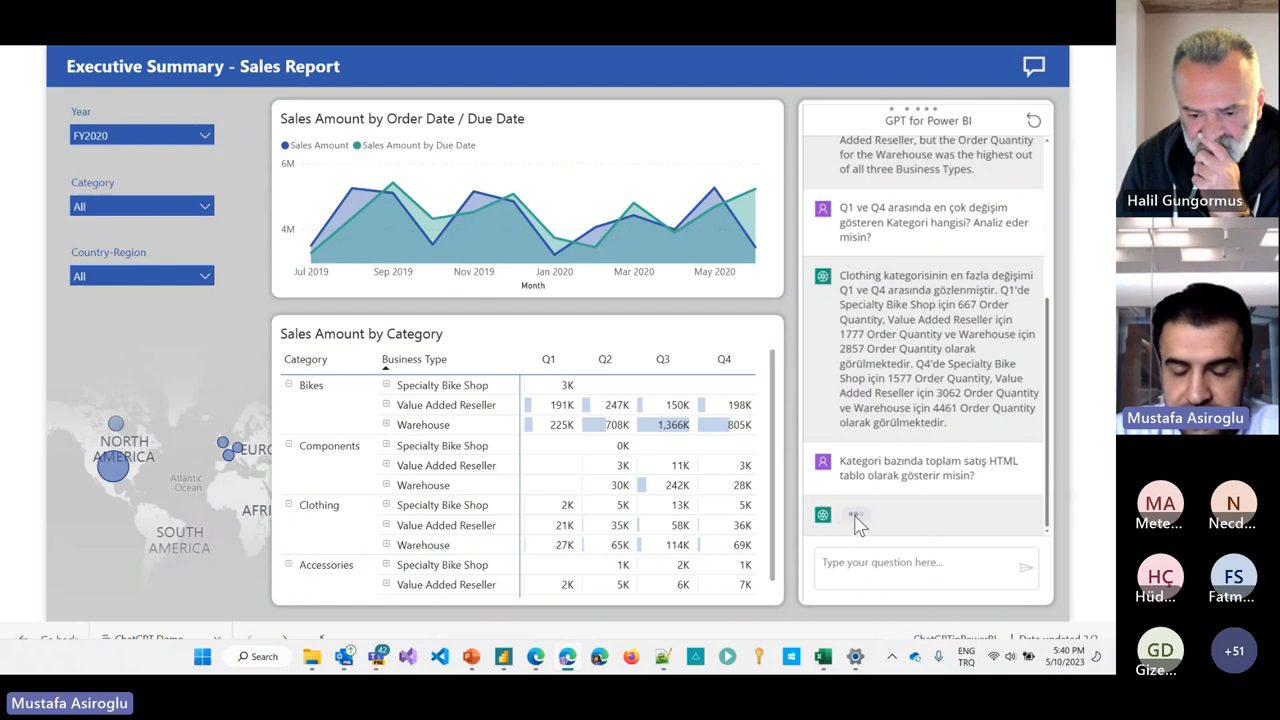 Executive Summary - Sales Report
Year
FY2020
Category
All
Country-Region
All
NORTH
AMERICA
Atlantic
Ocean
SOUTH
AMERICA
Sales Amount by Order Date / Due Date
Sales Amount Sales Amount by Due Date
6M
4M
Jul 2019 Sep 2019 Nov 2019 Jan 2020 Mar 2020 May 2020
Month
Sales Amount by Category
Category Business Type Q1 Q2 Q3 Q4
Bikes Specialty Bike Shop 3K
Value Added Reseller 191K 247K 150K 198K
Warehouse 225K 708K 1,366K 805K
Components Specialty Bike Shop 0K
Value Added Reseller 3K 11K 3K
Warehouse 30K 242K 28K
Clothing Specialty Bike Shop 2K 5K 13K 5K
Value Added Reseller 21K 35K 58K 36K
Warehouse 27K 65K 114K 69K
Accessories Specialty Bike Shop 1K 2K 1K
Value Added Reseller 2K 5K 6K 7K
GPT for Power BI
Added Reseller, but the Order Quantity
for the Warehouse was the highest out
of all three Business Types.
Q1 ve Q4 arasında en çok değişim
gösteren Kategori hangisi? Analiz eder
misin?
Clothing kategorisinin en fazla değişimi
Q1 ve Q4 arasında gözlenmiştir. Q1'de
Specialty Bike Shop için 667 Order
Quantity, Value Added Reseller için
1777 Order Quantity ve Warehouse için
2857 Order Quantity olarak
görülmektedir. Q4'de Specialty Bike
Shop için 1577 Order Quantity, Value
Added Reseller için 3062 Order Quantity
ve Warehouse için 4461 Order Quantity
olarak görülmektedir.
Kategori bazında toplam satış HTML
tablo olarak gösterir misin?
Type your question here...
Halil Gungormus
Mustafa Asiroglu
MA N
Mete... Necd...
HÇ FS
Hüd... Fatm...
GD +51
Gize...
Search
42
ENG
TRQ
5:40 PM
5/10/2023
Mustafa Asiroglu